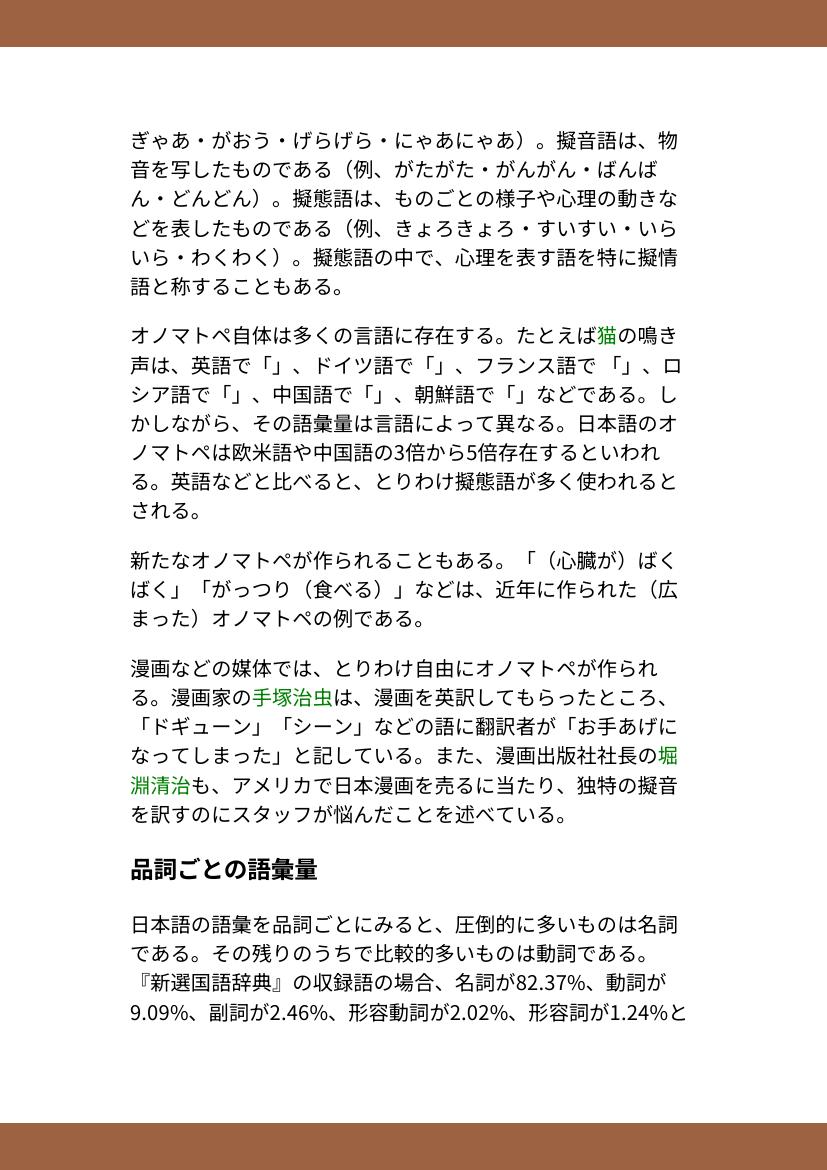 ぎゃあ・がおう・げらげら・にゃあにゃあ）。擬音語は、物
音を写したものである（例、がたがた・がんがん・ばんば
ん・どんどん）。擬態語は、ものごとの様子や心理の動きな
どを表したものである（例、きょろきょろ・すいすい・いら
いら・わくわく）。擬態語の中で、心理を表す語を特に擬情
語と称することもある。
オノマトペ自体は多くの言語に存在する。たとえば猫の鳴き
声は、英語で「」、ドイツ語で「」、フランス語で 「」、ロ
シア語で「」、中国語で「」、朝鮮語で「」などである。し
かしながら、その語彙量は言語によって異なる。日本語のオ
ノマトペは欧米語や中国語の3倍から5倍存在するといわれ
る。英語などと比べると、とりわけ擬態語が多く使われると
される。
新たなオノマトペが作られることもある。「（心臓が）ばく
ばく」「がっつり（食べる）」などは、近年に作られた（広
まった）オノマトペの例である。
漫画などの媒体では、とりわけ自由にオノマトペが作られ
る。漫画家の手塚治虫は、漫画を英訳してもらったところ、
「ドギューン」「シーン」などの語に翻訳者が「お手あげに
なってしまった」と記している。また、漫画出版社社長の堀
淵清治も、アメリカで日本漫画を売るに当たり、独特の擬音
を訳すのにスタッフが悩んだことを述べている。
品詞ごとの語彙量
日本語の語彙を品詞ごとにみると、圧倒的に多いものは名詞
である。その残りのうちで比較的多いものは動詞である。
『新選国語辞典』の収録語の場合、名詞が82.37%、動詞が
9.09%、副詞が2.46%、形容動詞が2.02%、形容詞が1.24%と